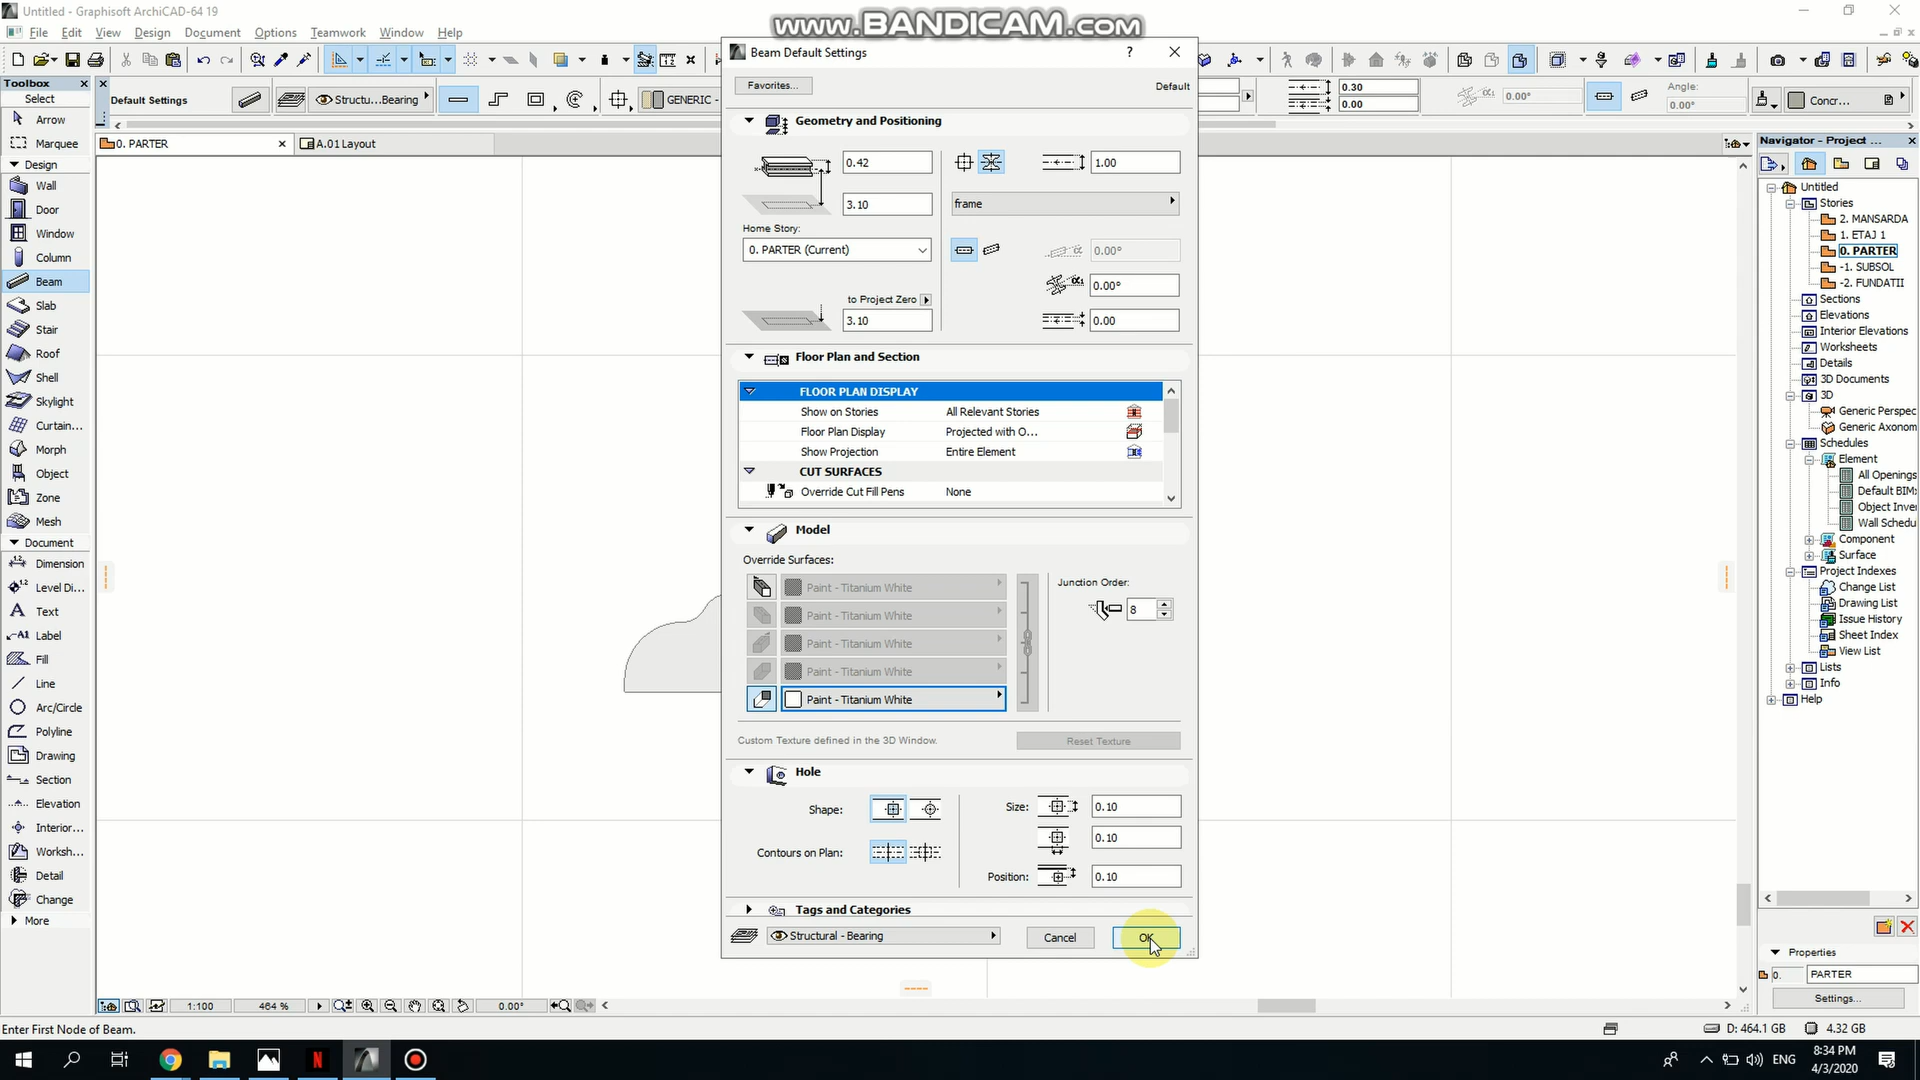 Untitled - Graphisoft ArchiCAD-64 19
www.BANDICAM.com
File Edit View Design Document Options Teamwork Window Help
Toolbox
Select
Arrow
Marquee
Design
Wall
Door
Window
Column
Beam
Slab
Stair
Roof
Shell
Skylight
Curtain...
Morph
Object
Zone
Mesh
Document
Dimension
Level Di...
Text
Label
Fill
Line
Arc/Circle
Polyline
Drawing
Section
Elevation
Interior...
Worksh...
Detail
Change
More
Default Settings
Structu...Bearing
GENERIC -
0. PARTER
A.01 Layout
Beam Default Settings
?
Favorites...
Default
Geometry and Positioning
0.42
1.00
3.10
frame
Home Story:
0. PARTER (Current)
0.00°
0.00°
to Project Zero
3.10
0.00
Floor Plan and Section
FLOOR PLAN DISPLAY
Show on Stories All Relevant Stories
Floor Plan Display Projected with O...
Show Projection Entire Element
CUT SURFACES
Override Cut Fill Pens None
Model
Override Surfaces:
Paint - Titanium White
Paint - Titanium White
Paint - Titanium White
Paint - Titanium White
Paint - Titanium White
Junction Order:
8
Custom Texture defined in the 3D Window.
Reset Texture
Hole
Shape:
Size:
0.10
0.10
Contours on Plan:
Position:
0.10
Tags and Categories
Structural - Bearing
Cancel
OK
0.30
0.00
0.00°
Angle:
0.00°
Concr...
Navigator - Project ...
Untitled
Stories
2. MANSARDA
1. ETAJ 1
0. PARTER
-1. SUBSOL
-2. FUNDATII
Sections
Elevations
Interior Elevations
Worksheets
Details
3D Documents
3D
Generic Perspec
Generic Axonom
Schedules
Element
All Openings
Default BIM:
Object Inver
Wall Schedu
Component
Surface
Project Indexes
Change List
Drawing List
Issue History
Sheet Index
View List
Lists
Info
Help
Properties
0. PARTER
Settings...
1:100
464 %
0.00°
Enter First Node of Beam.
D: 464.1 GB
4.32 GB
ENG
8:34 PM
4/3/2020